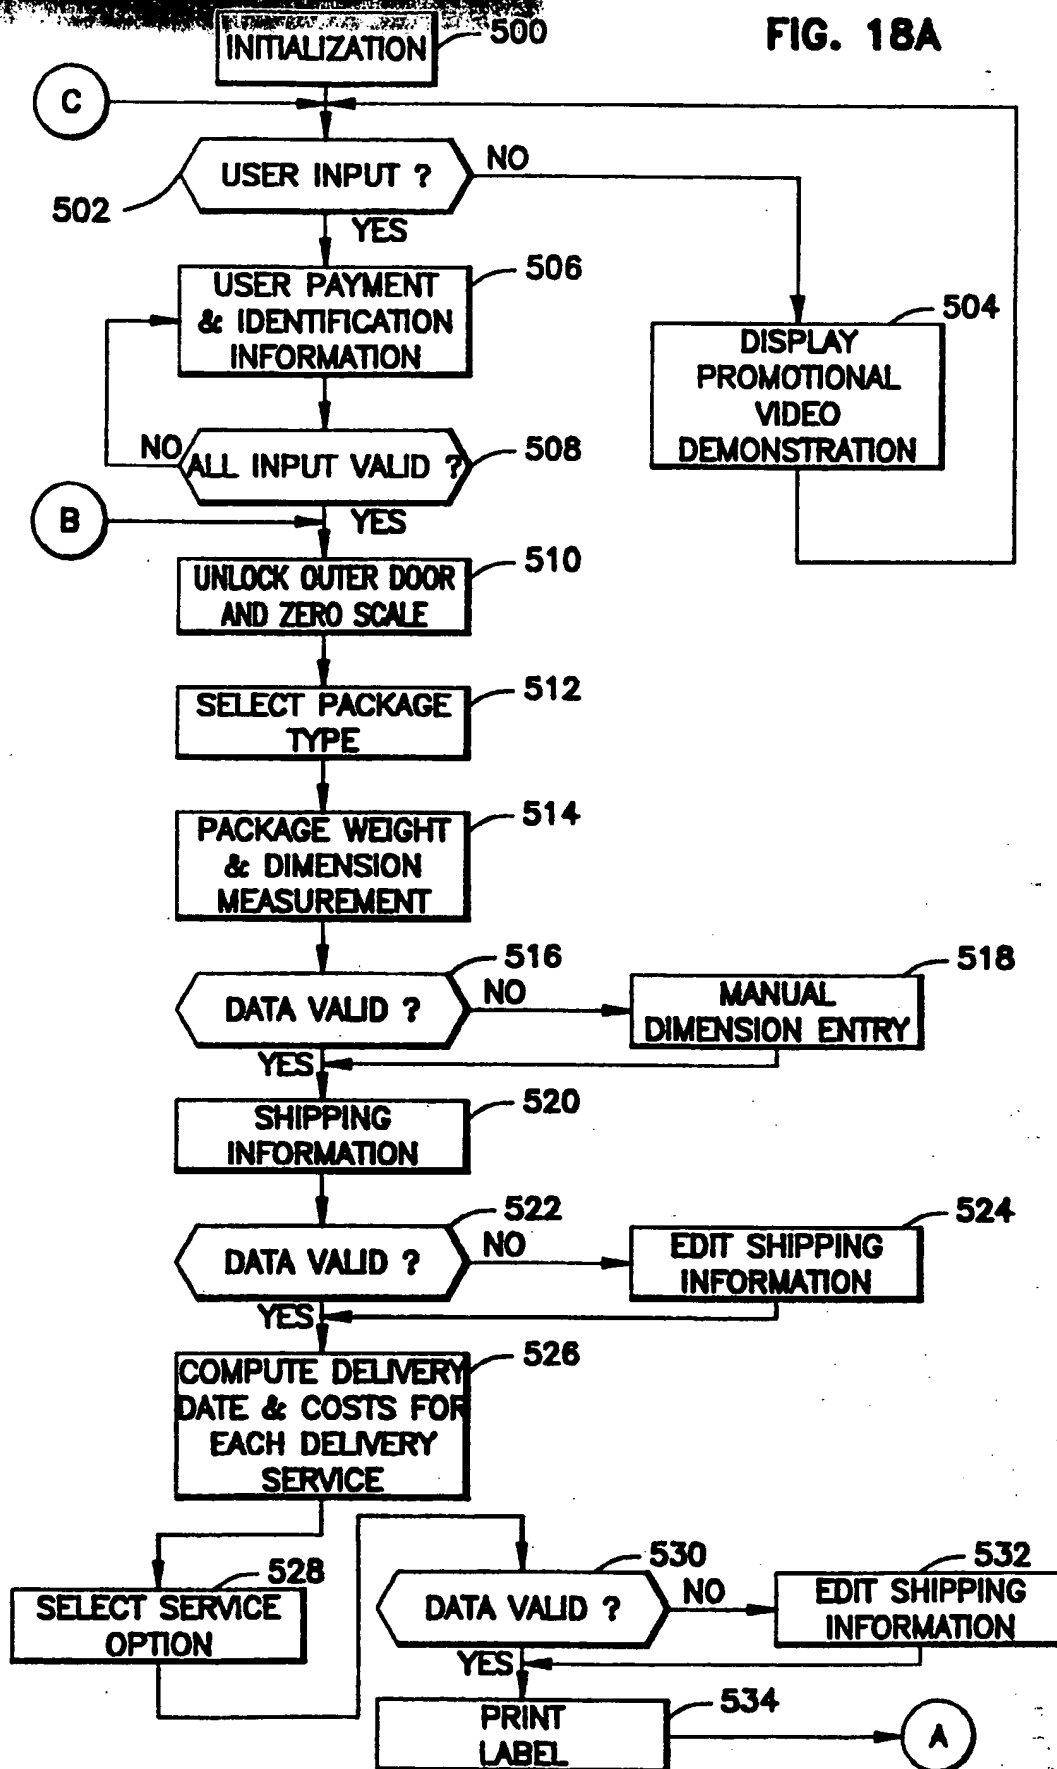 FIG. 18A
INITIALIZATION
500
C
USER INPUT ?
NO
502
YES
USER PAYMENT
& IDENTIFICATION
INFORMATION
506
504
DISPLAY
PROMOTIONAL
VIDEO
DEMONSTRATION
NO
ALL INPUT VALID ?
508
B
YES
UNLOCK OUTER DOOR
AND ZERO SCALE
510
SELECT PACKAGE
TYPE
512
PACKAGE WEIGHT
& DIMENSION
MEASUREMENT
514
516
DATA VALID ?
NO
518
MANUAL
DIMENSION ENTRY
YES
SHIPPING
INFORMATION
520
522
DATA VALID ?
NO
524
EDIT SHIPPING
INFORMATION
YES
COMPUTE DELIVERY
DATE & COSTS FOR
EACH DELIVERY
SERVICE
526
528
SELECT SERVICE
OPTION
530
DATA VALID ?
NO
532
EDIT SHIPPING
INFORMATION
YES
PRINT
LABEL
534
A